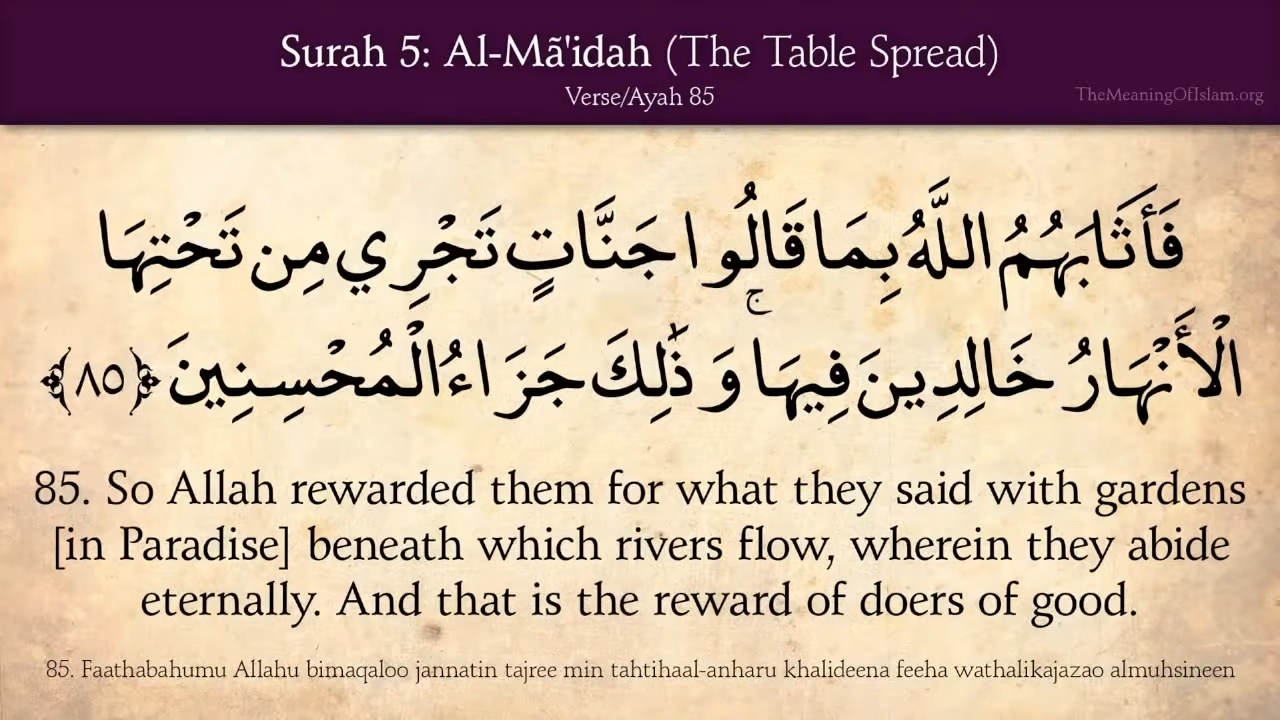 Surah 5: Al-Mã'idah (The Table Spread)
Verse/Ayah 85
TheMeaningOfIslam.org
فَأَثَابَهُمُ اللَّهُ بِمَا قَالُوا جَنَّاتٍ تَجْرِي مِن تَحْتِهَا
الْأَنْهَارُ خَالِدِينَ فِيهَا ۚ وَذَٰلِكَ جَزَاءُ الْمُحْسِنِينَ ﴿٨٥﴾
85. So Allah rewarded them for what they said with gardens
[in Paradise] beneath which rivers flow, wherein they abide
eternally. And that is the reward of doers of good.
85. Faathabahumu Allahu bimaqaloo jannatin tajree min tahtihaal-anharu khalideena feeha wathalikajazao almuhsineen